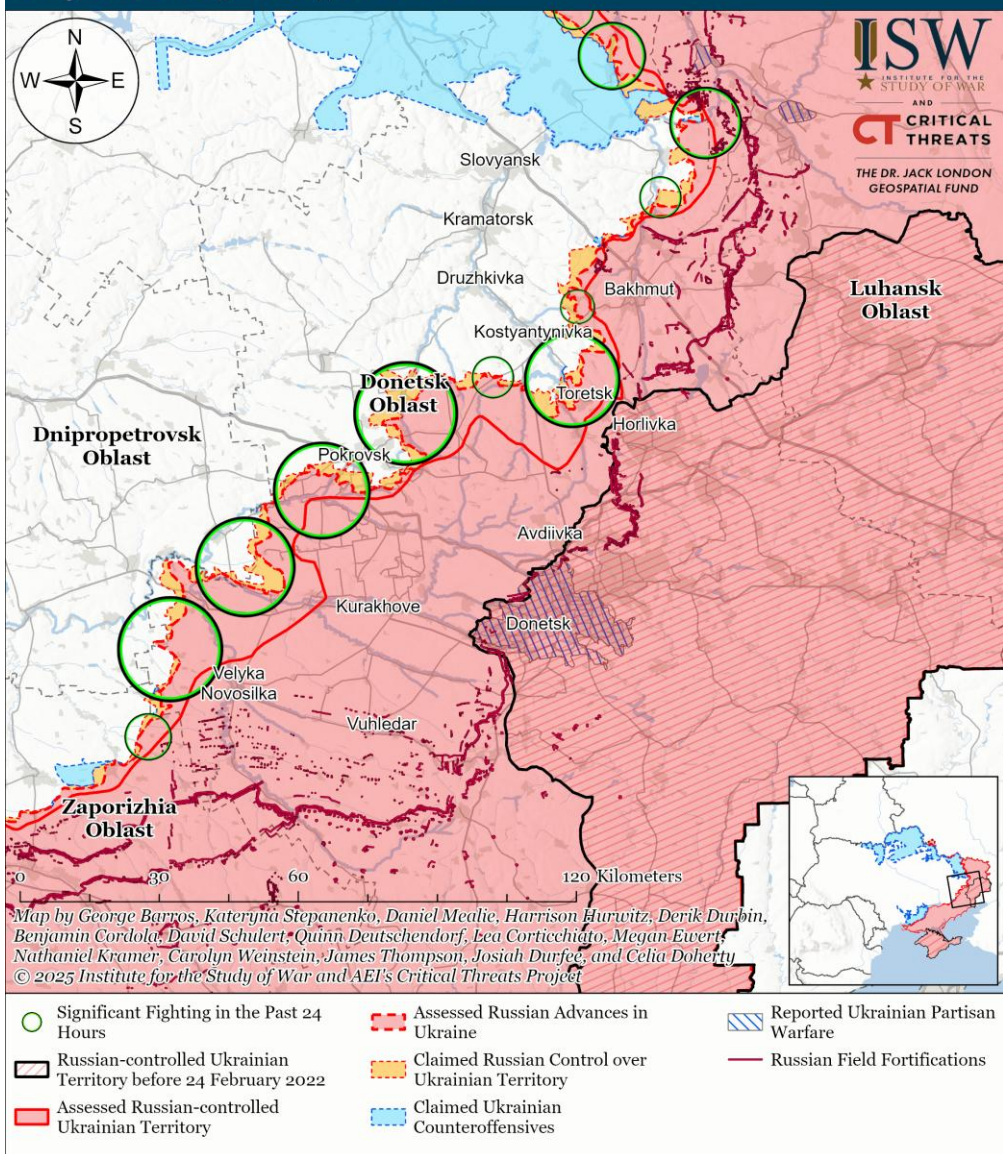 N
W E
S
ISW
INSTITUTE FOR THE
STUDY OF WAR
AND
CT CRITICAL
THREATS
THE DR. JACK LONDON
GEOSPATIAL FUND
Slovyansk
Kramatorsk
Druzhkivka
Bakhmut
Luhansk
Oblast
Kostyantynivka
Donetsk
Oblast
Toretsk
Dnipropetrovsk
Oblast
Horlivka
Pokrovsk
Avdiivka
Kurakhove
Donetsk
Velyka
Novosilka
Vuhledar
Zaporizhia
Oblast
0 30 60 120 Kilometers
Map by George Barros, Kateryna Stepanenko, Daniel Mealie, Harrison Hurwitz, Derik Durbin,
Benjamin Cordola, David Schulert, Quinn Deutschendorf, Lea Corticchiato, Megan Ewert,
Nathaniel Kramer, Carolyn Weinstein, James Thompson, Josiah Durfee, and Celia Doherty
© 2025 Institute for the Study of War and AEI's Critical Threats Project
Significant Fighting in the Past 24
Hours
Russian-controlled Ukrainian
Territory before 24 February 2022
Assessed Russian-controlled
Ukrainian Territory
Assessed Russian Advances in
Ukraine
Claimed Russian Control over
Ukrainian Territory
Claimed Ukrainian
Counteroffensives
Reported Ukrainian Partisan
Warfare
Russian Field Fortifications